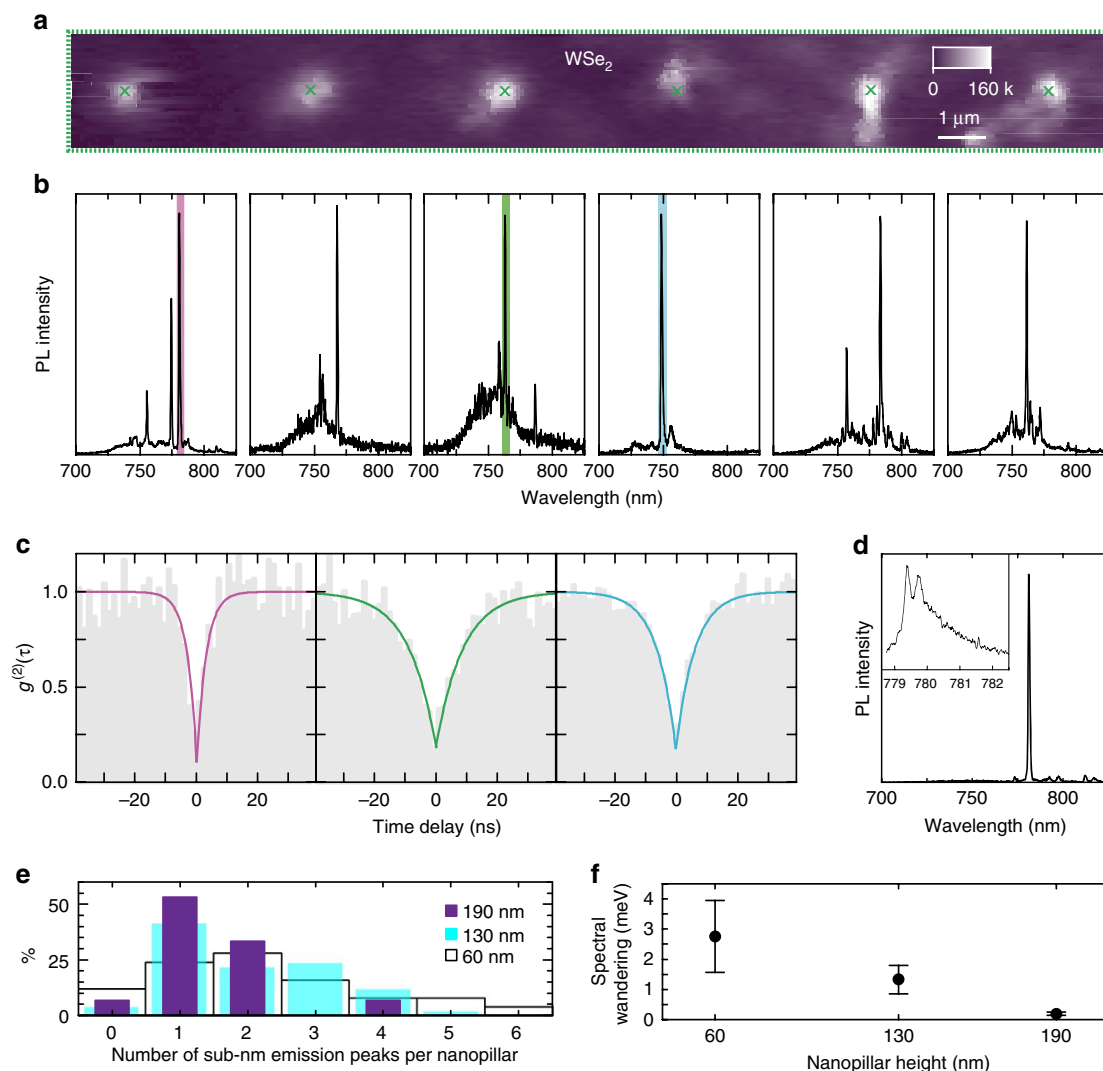 a
WSe2
0 160 k
1 μm
b
PL intensity
700 750 800 700 750 800 700 750 800 700 750 800 700 750 800 700 750 800
Wavelength (nm)
c
g(2)(τ)
1.0
0.5
0.0
−20 0 20 −20 0 20 −20 0 20
Time delay (ns)
d
PL intensity
779 780 781 782
700 750 800
Wavelength (nm)
e
%
50
25
0
190 nm
130 nm
60 nm
0 1 2 3 4 5 6
Number of sub-nm emission peaks per nanopillar
f
Spectral
wandering (meV)
4
3
2
1
0
60 130 190
Nanopillar height (nm)